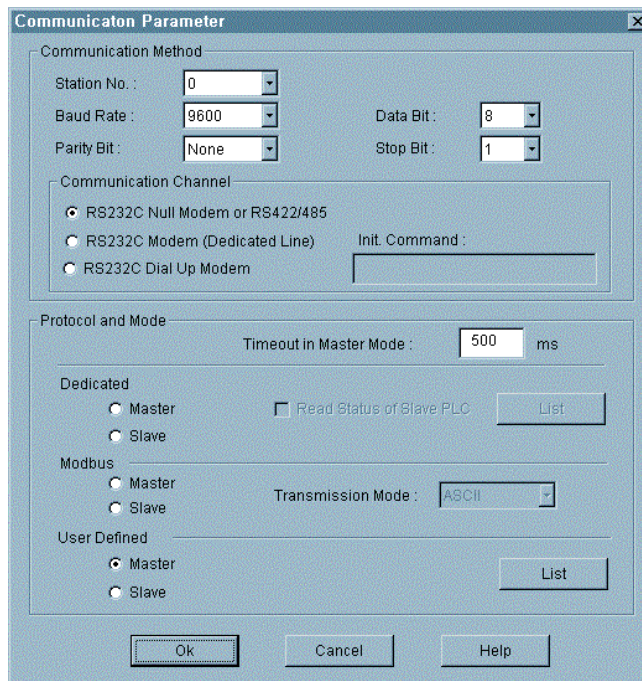 Communicaton Parameter
Communication Method
Station No. : 0
Baud Rate : 9600 Data Bit : 8
Parity Bit : None Stop Bit : 1
Communication Channel
RS232C Null Modem or RS422/485
RS232C Modem (Dedicated Line) Init. Command :
RS232C Dial Up Modem
Protocol and Mode
Timeout in Master Mode : 500 ms
Dedicated
Master Read Status of Slave PLC List
Slave
Modbus
Master
Transmission Mode : ASCII
Slave
User Defined
Master
List
Slave
Ok Cancel Help